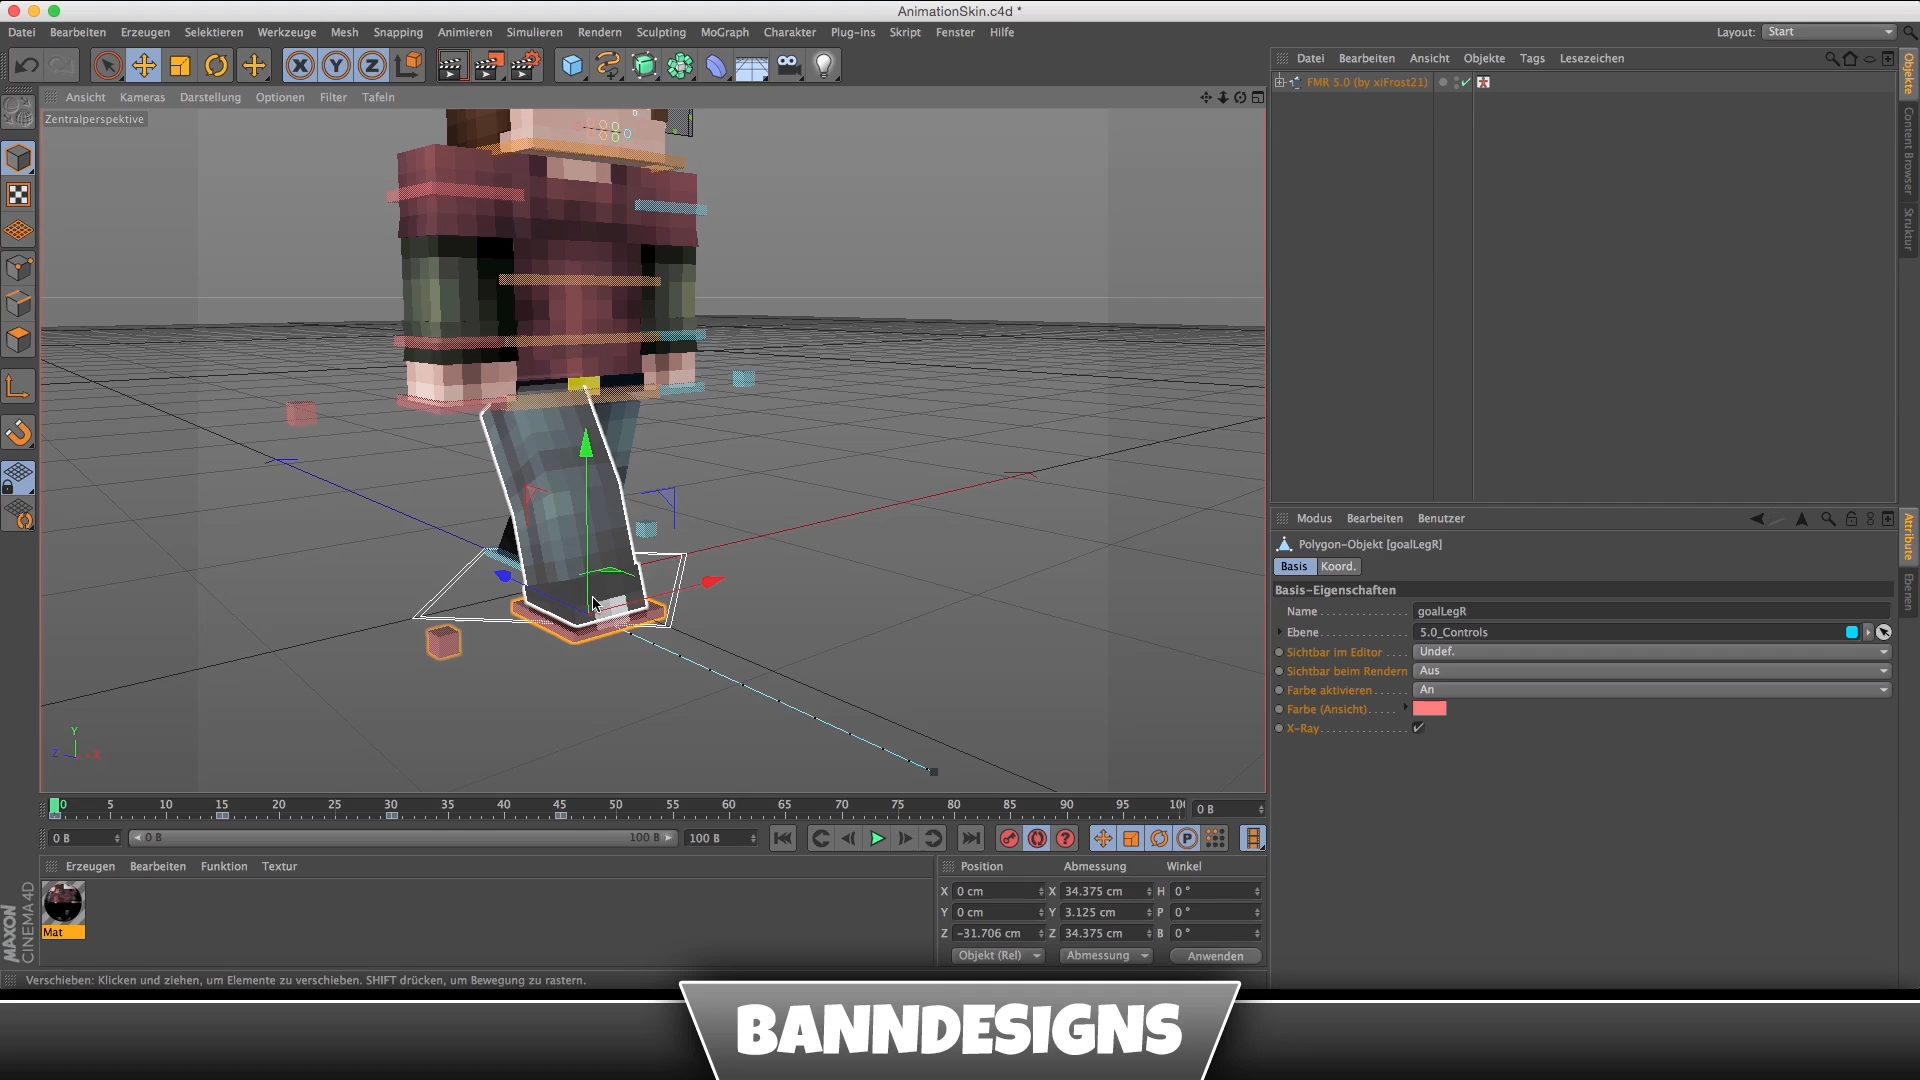 AnimationSkin.c4d *
Datei Bearbeiten Erzeugen Selektieren Werkzeuge Mesh Snapping Animieren Simulieren Rendern Sculpting MoGraph Charakter Plug-ins Skript Fenster Hilfe Layout: Start
X Y Z
Ansicht Kameras Darstellung Optionen Filter Tafeln
Zentralperspektive
Datei Bearbeiten Ansicht Objekte Tags Lesezeichen
FMR 5.0 (by xiFrost21)
Objekte
Content Browser
Struktur
Modus Bearbeiten Benutzer
Polygon-Objekt [goalLegR]
Basis Koord.
Basis-Eigenschaften
Name goalLegR
Ebene 5.0_Controls
Sichtbar im Editor Undef.
Sichtbar beim Rendern Aus
Farbe aktivieren An
Farbe (Ansicht)
X-Ray
Attribute
Ebenen
Y
Z X
0 5 10 15 20 25 30 35 40 45 50 55 60 65 70 75 80 85 90 95 100 0 B
0 B 0 B 100 B 100 B
Erzeugen Bearbeiten Funktion Textur
Mat
MAXON
CINEMA 4D
Position Abmessung Winkel
X 0 cm X 34.375 cm H 0 °
Y 0 cm Y 3.125 cm P 0 °
Z -31.706 cm Z 34.375 cm B 0 °
Objekt (Rel) Abmessung Anwenden
Verschieben: Klicken und ziehen, um Elemente zu verschieben. SHIFT drücken, um Bewegung zu rastern.
BANNDESIGNS